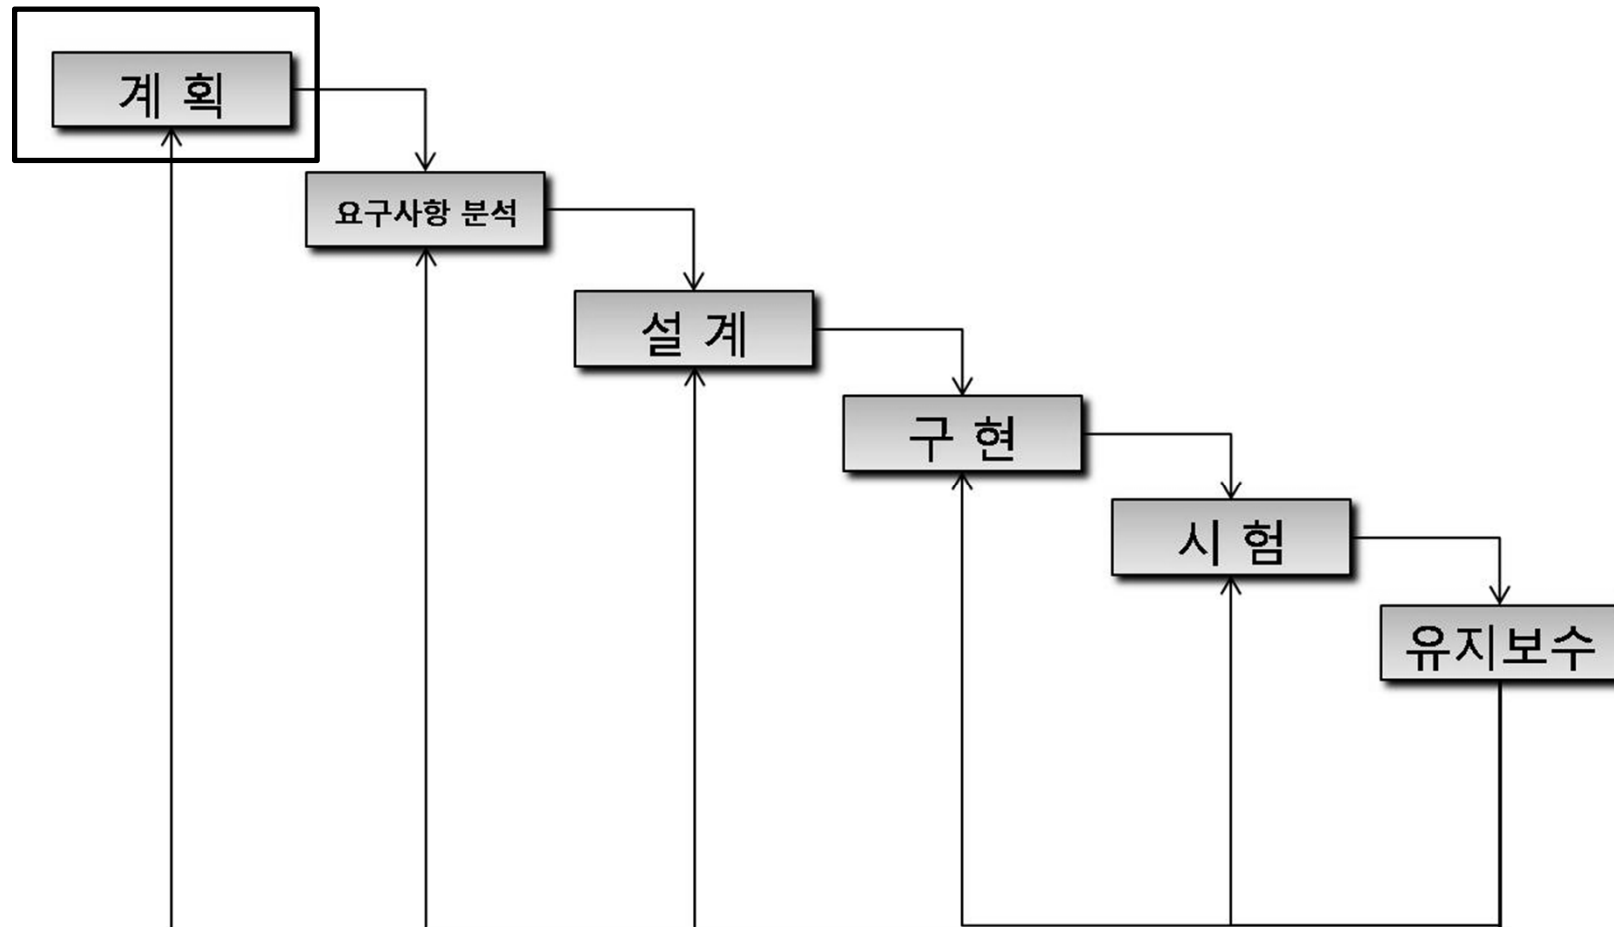 계 획
요구사항 분석
설 계
구 현
시 험
유지보수